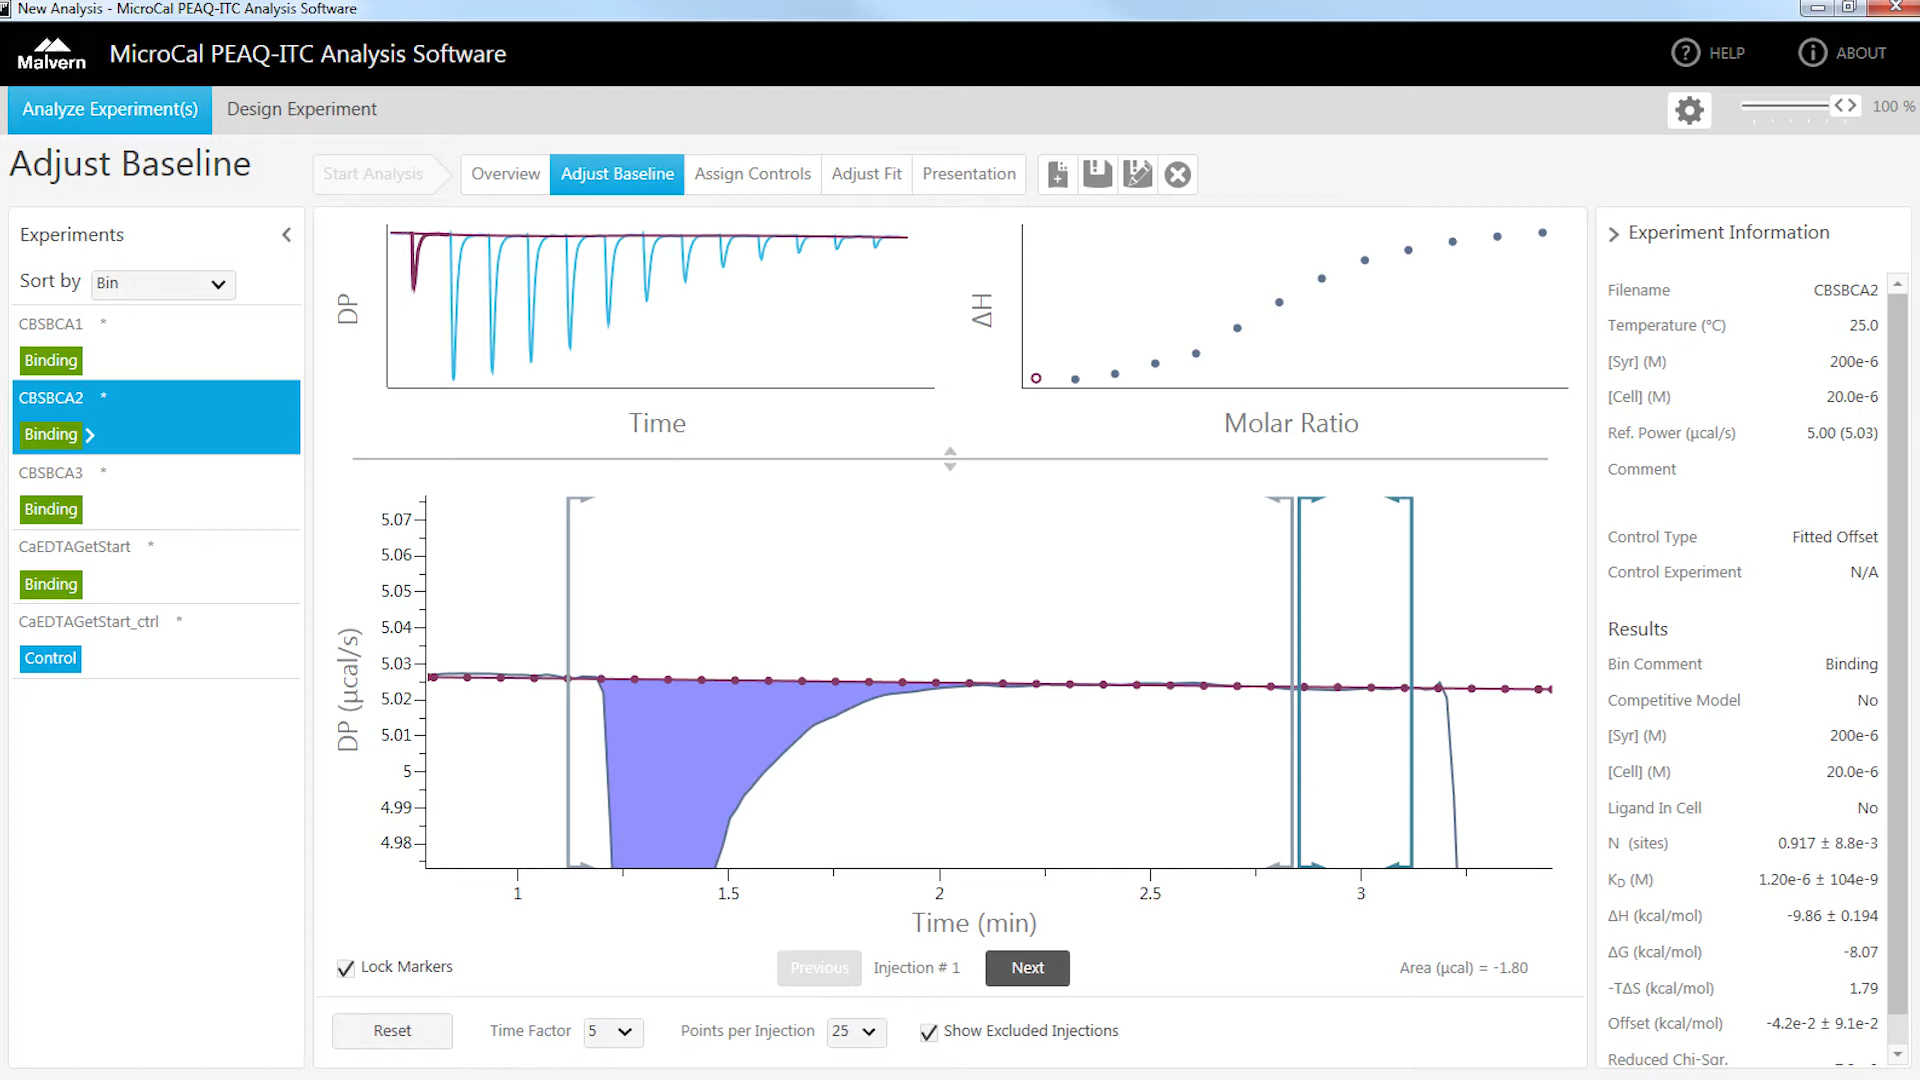 New Analysis - MicroCal PEAQ-ITC Analysis Software
Malvern
MicroCal PEAQ-ITC Analysis Software
? HELP
i ABOUT
Analyze Experiment(s)
Design Experiment
100 %
Adjust Baseline
Start Analysis
Overview
Adjust Baseline
Assign Controls
Adjust Fit
Presentation
Experiments
Sort by Bin
CBSBCA1 *
Binding
CBSBCA2 *
Binding
CBSBCA3 *
Binding
CaEDTAGetStart *
Binding
CaEDTAGetStart_ctrl *
Control
DP
Time
ΔH
Molar Ratio
DP (µcal/s)
5.07
5.06
5.05
5.04
5.03
5.02
5.01
5
4.99
4.98
1 1.5 2 2.5 3
Time (min)
Lock Markers
Previous
Injection # 1
Next
Area (µcal) = -1.80
Reset
Time Factor 5
Points per Injection 25
Show Excluded Injections
Experiment Information
Filename CBSBCA2
Temperature (°C) 25.0
[Syr] (M) 200e-6
[Cell] (M) 20.0e-6
Ref. Power (µcal/s) 5.00 (5.03)
Comment
Control Type Fitted Offset
Control Experiment N/A
Results
Bin Comment Binding
Competitive Model No
[Syr] (M) 200e-6
[Cell] (M) 20.0e-6
Ligand In Cell No
N (sites) 0.917 ± 8.8e-3
KD (M) 1.20e-6 ± 104e-9
ΔH (kcal/mol) -9.86 ± 0.194
ΔG (kcal/mol) -8.07
-TΔS (kcal/mol) 1.79
Offset (kcal/mol) -4.2e-2 ± 9.1e-2
Reduced Chi-Sqr.